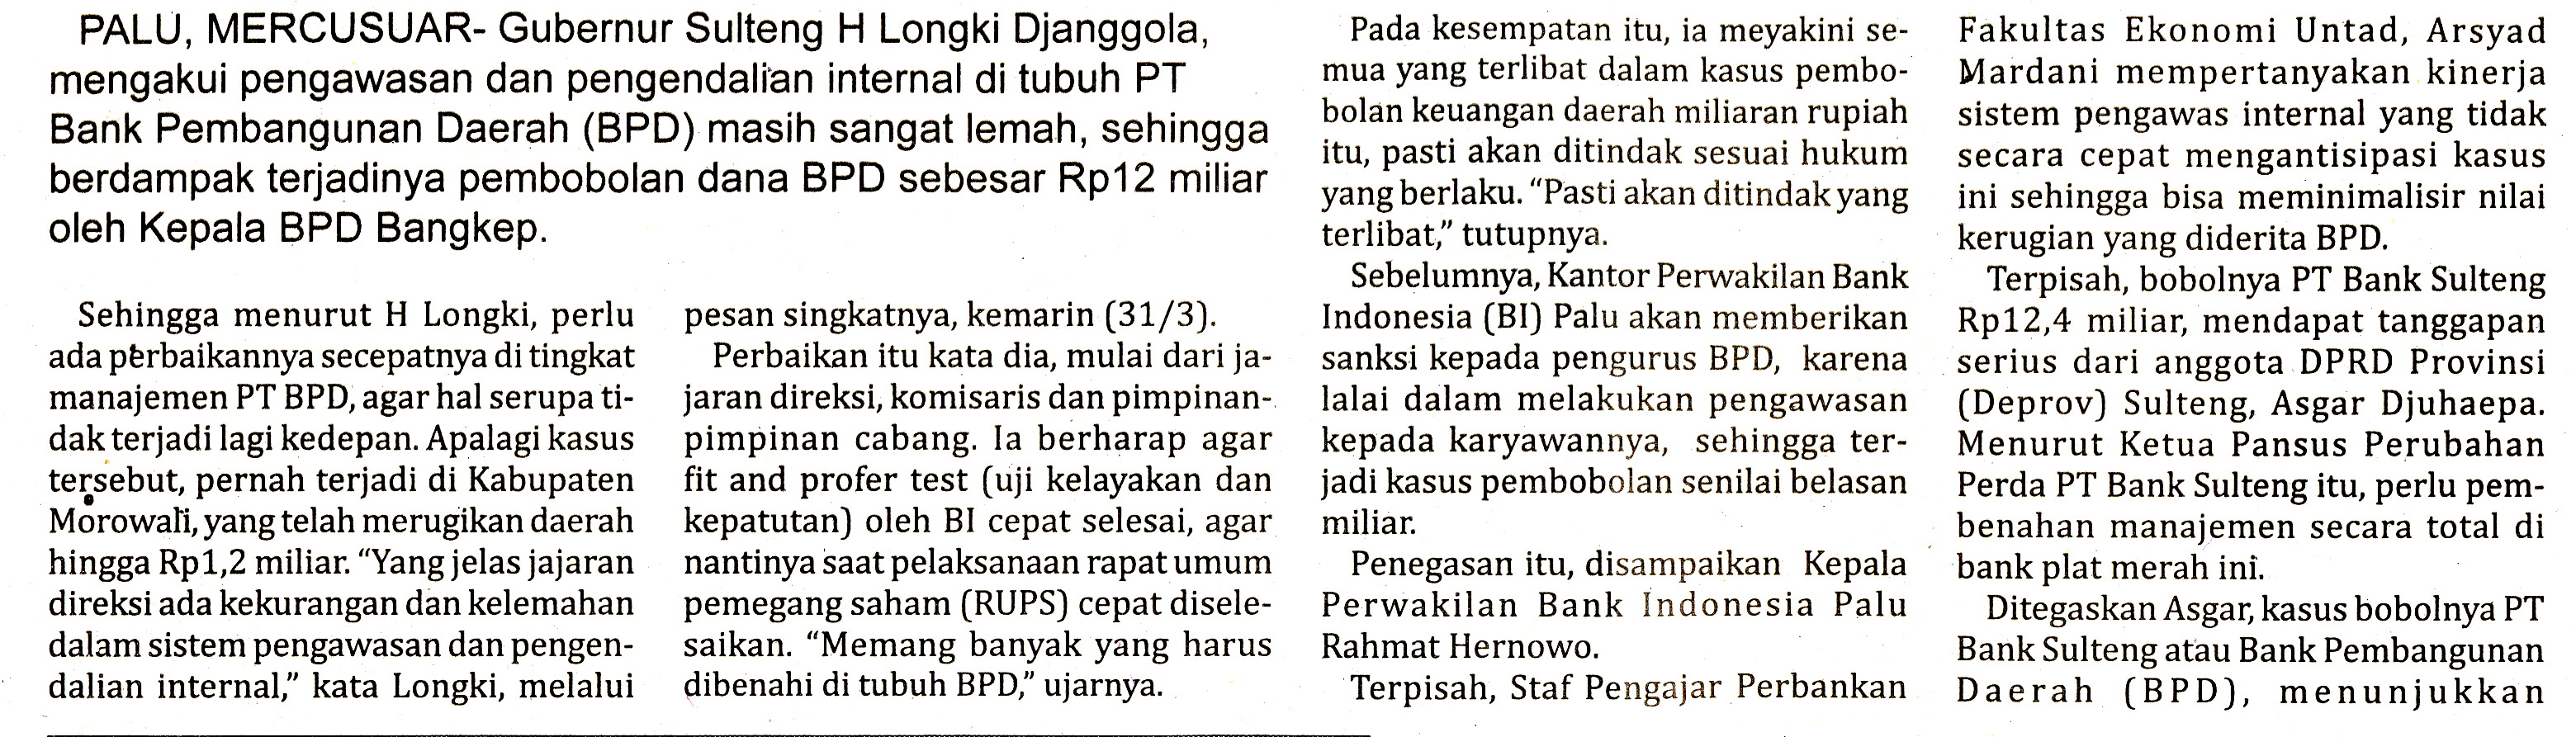 PALU, MERCUSUAR- Gubernur Sulteng H Longki Djanggola,
mengakui pengawasan dan pengendalian internal di tubuh PT
Bank Pembangunan Daerah (BPD) masih sangat lemah, sehingga
berdampak terjadinya pembobolan dana BPD sebesar Rp12 miliar
oleh Kepala BPD Bangkep.
Sehingga menurut H Longki, perlu
ada perbaikannya secepatnya di tingkat
manajemen PT BPD, agar hal serupa ti-
dak terjadi lagi kedepan. Apalagi kasus
tersebut, pernah terjadi di Kabupaten
Morowali, yang telah merugikan daerah
hingga Rp1,2 miliar. “Yang jelas jajaran
direksi ada kekurangan dan kelemahan
dalam sistem pengawasan dan pengen-
dalian internal,” kata Longki, melalui
pesan singkatnya, kemarin (31/3).
Perbaikan itu kata dia, mulai dari ja-
jaran direksi, komisaris dan pimpinan-
pimpinan cabang. Ia berharap agar
fit and profer test (uji kelayakan dan
kepatutan) oleh BI cepat selesai, agar
nantinya saat pelaksanaan rapat umum
pemegang saham (RUPS) cepat disele-
saikan. “Memang banyak yang harus
dibenahi di tubuh BPD,” ujarnya.
Pada kesempatan itu, ia meyakini se-
mua yang terlibat dalam kasus pembo-
bolan keuangan daerah miliaran rupiah
itu, pasti akan ditindak sesuai hukum
yang berlaku. “Pasti akan ditindak yang
terlibat,” tutupnya.
Sebelumnya, Kantor Perwakilan Bank
Indonesia (BI) Palu akan memberikan
sanksi kepada pengurus BPD, karena
lalai dalam melakukan pengawasan
kepada karyawannya, sehingga ter-
jadi kasus pembobolan senilai belasan
miliar.
Penegasan itu, disampaikan Kepala
Perwakilan Bank Indonesia Palu
Rahmat Hernowo.
Terpisah, Staf Pengajar Perbankan
Fakultas Ekonomi Untad, Arsyad
Mardani mempertanyakan kinerja
sistem pengawas internal yang tidak
secara cepat mengantisipasi kasus
ini sehingga bisa meminimalisir nilai
kerugian yang diderita BPD.
Terpisah, bobolnya PT Bank Sulteng
Rp12,4 miliar, mendapat tanggapan
serius dari anggota DPRD Provinsi
(Deprov) Sulteng, Asgar Djuhaepa.
Menurut Ketua Pansus Perubahan
Perda PT Bank Sulteng itu, perlu pem-
benahan manajemen secara total di
bank plat merah ini.
Ditegaskan Asgar, kasus bobolnya PT
Bank Sulteng atau Bank Pembangunan
Daerah (BPD), menunjukkan